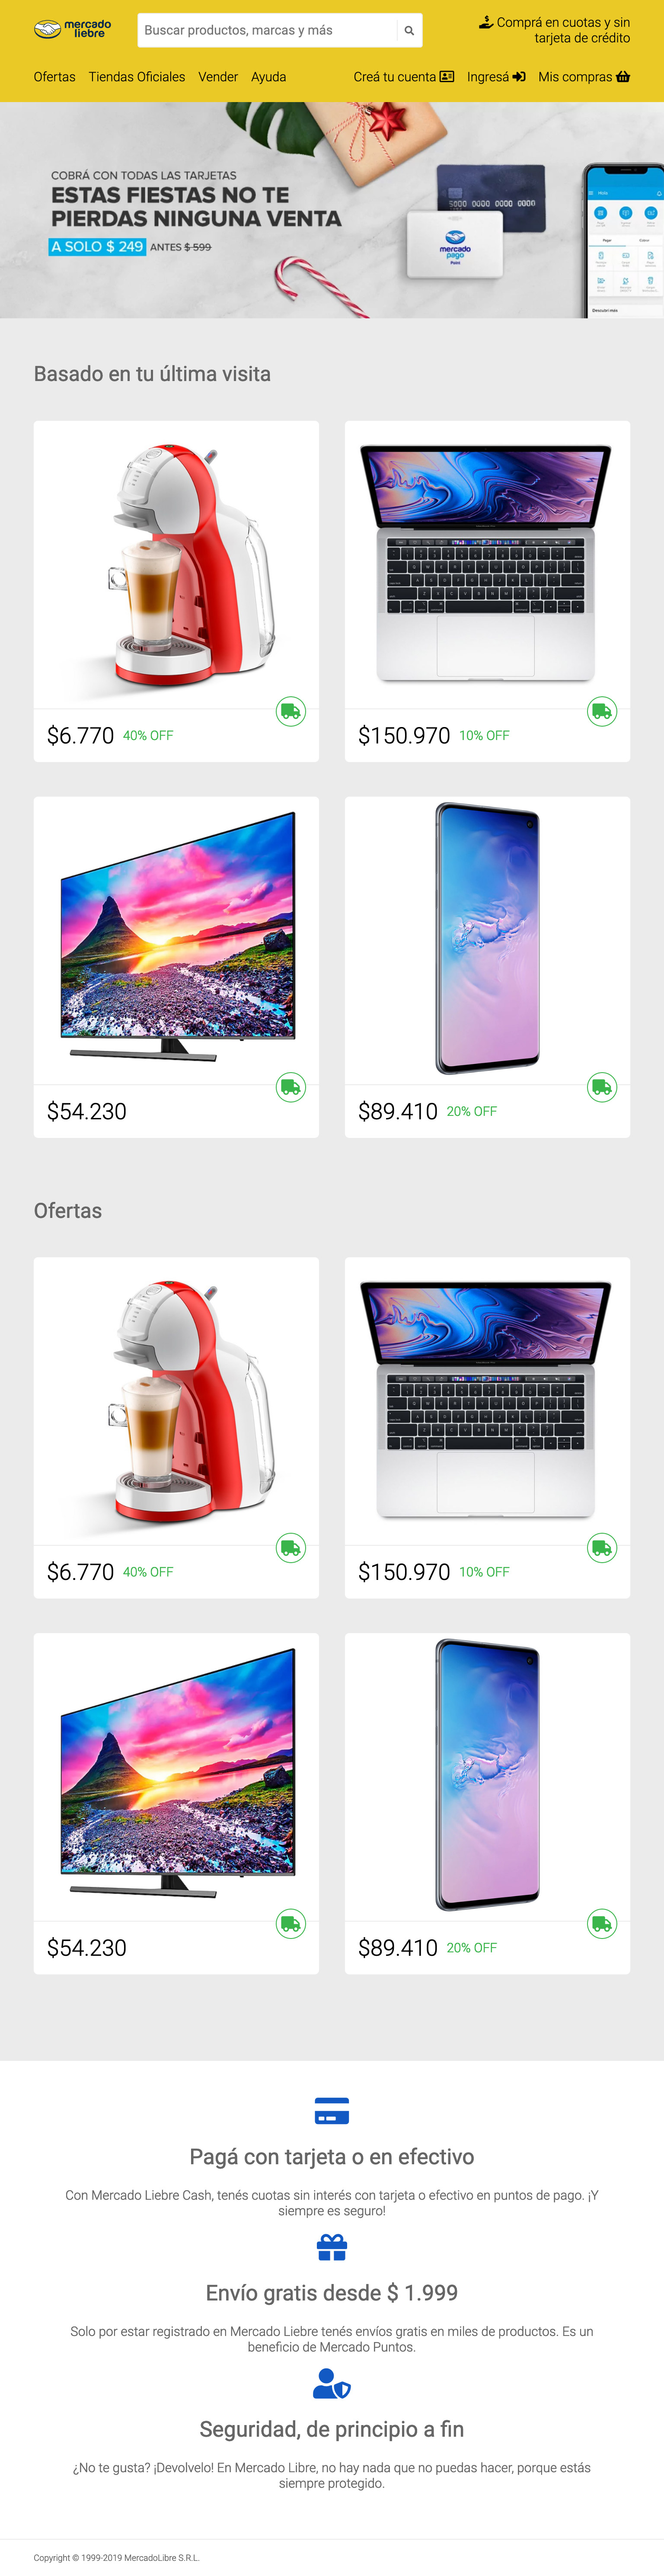 mercado
liebre
Buscar productos, marcas y más
Comprá en cuotas y sin
tarjeta de crédito
Ofertas Tiendas Oficiales Vender Ayuda Creá tu cuenta Ingresá Mis compras
COBRÁ CON TODAS LAS TARJETAS
ESTAS FIESTAS NO TE
PIERDAS NINGUNA VENTA
A SOLO $ 249 ANTES $ 599
5000 0000 0000 0000
mercado
pago
Point
Inicio
Pagar Cobrar
Descubrí más
Basado en tu última visita
$6.770 40% OFF
$150.970 10% OFF
$54.230
$89.410 20% OFF
Ofertas
$6.770 40% OFF
$150.970 10% OFF
$54.230
$89.410 20% OFF
Pagá con tarjeta o en efectivo
Con Mercado Liebre Cash, tenés cuotas sin interés con tarjeta o efectivo en puntos de pago. ¡Y
siempre es seguro!
Envío gratis desde $ 1.999
Solo por estar registrado en Mercado Liebre tenés envíos gratis en miles de productos. Es un
beneficio de Mercado Puntos.
Seguridad, de principio a fin
¿No te gusta? ¡Devolvelo! En Mercado Libre, no hay nada que no puedas hacer, porque estás
siempre protegido.
Copyright © 1999-2019 MercadoLibre S.R.L.